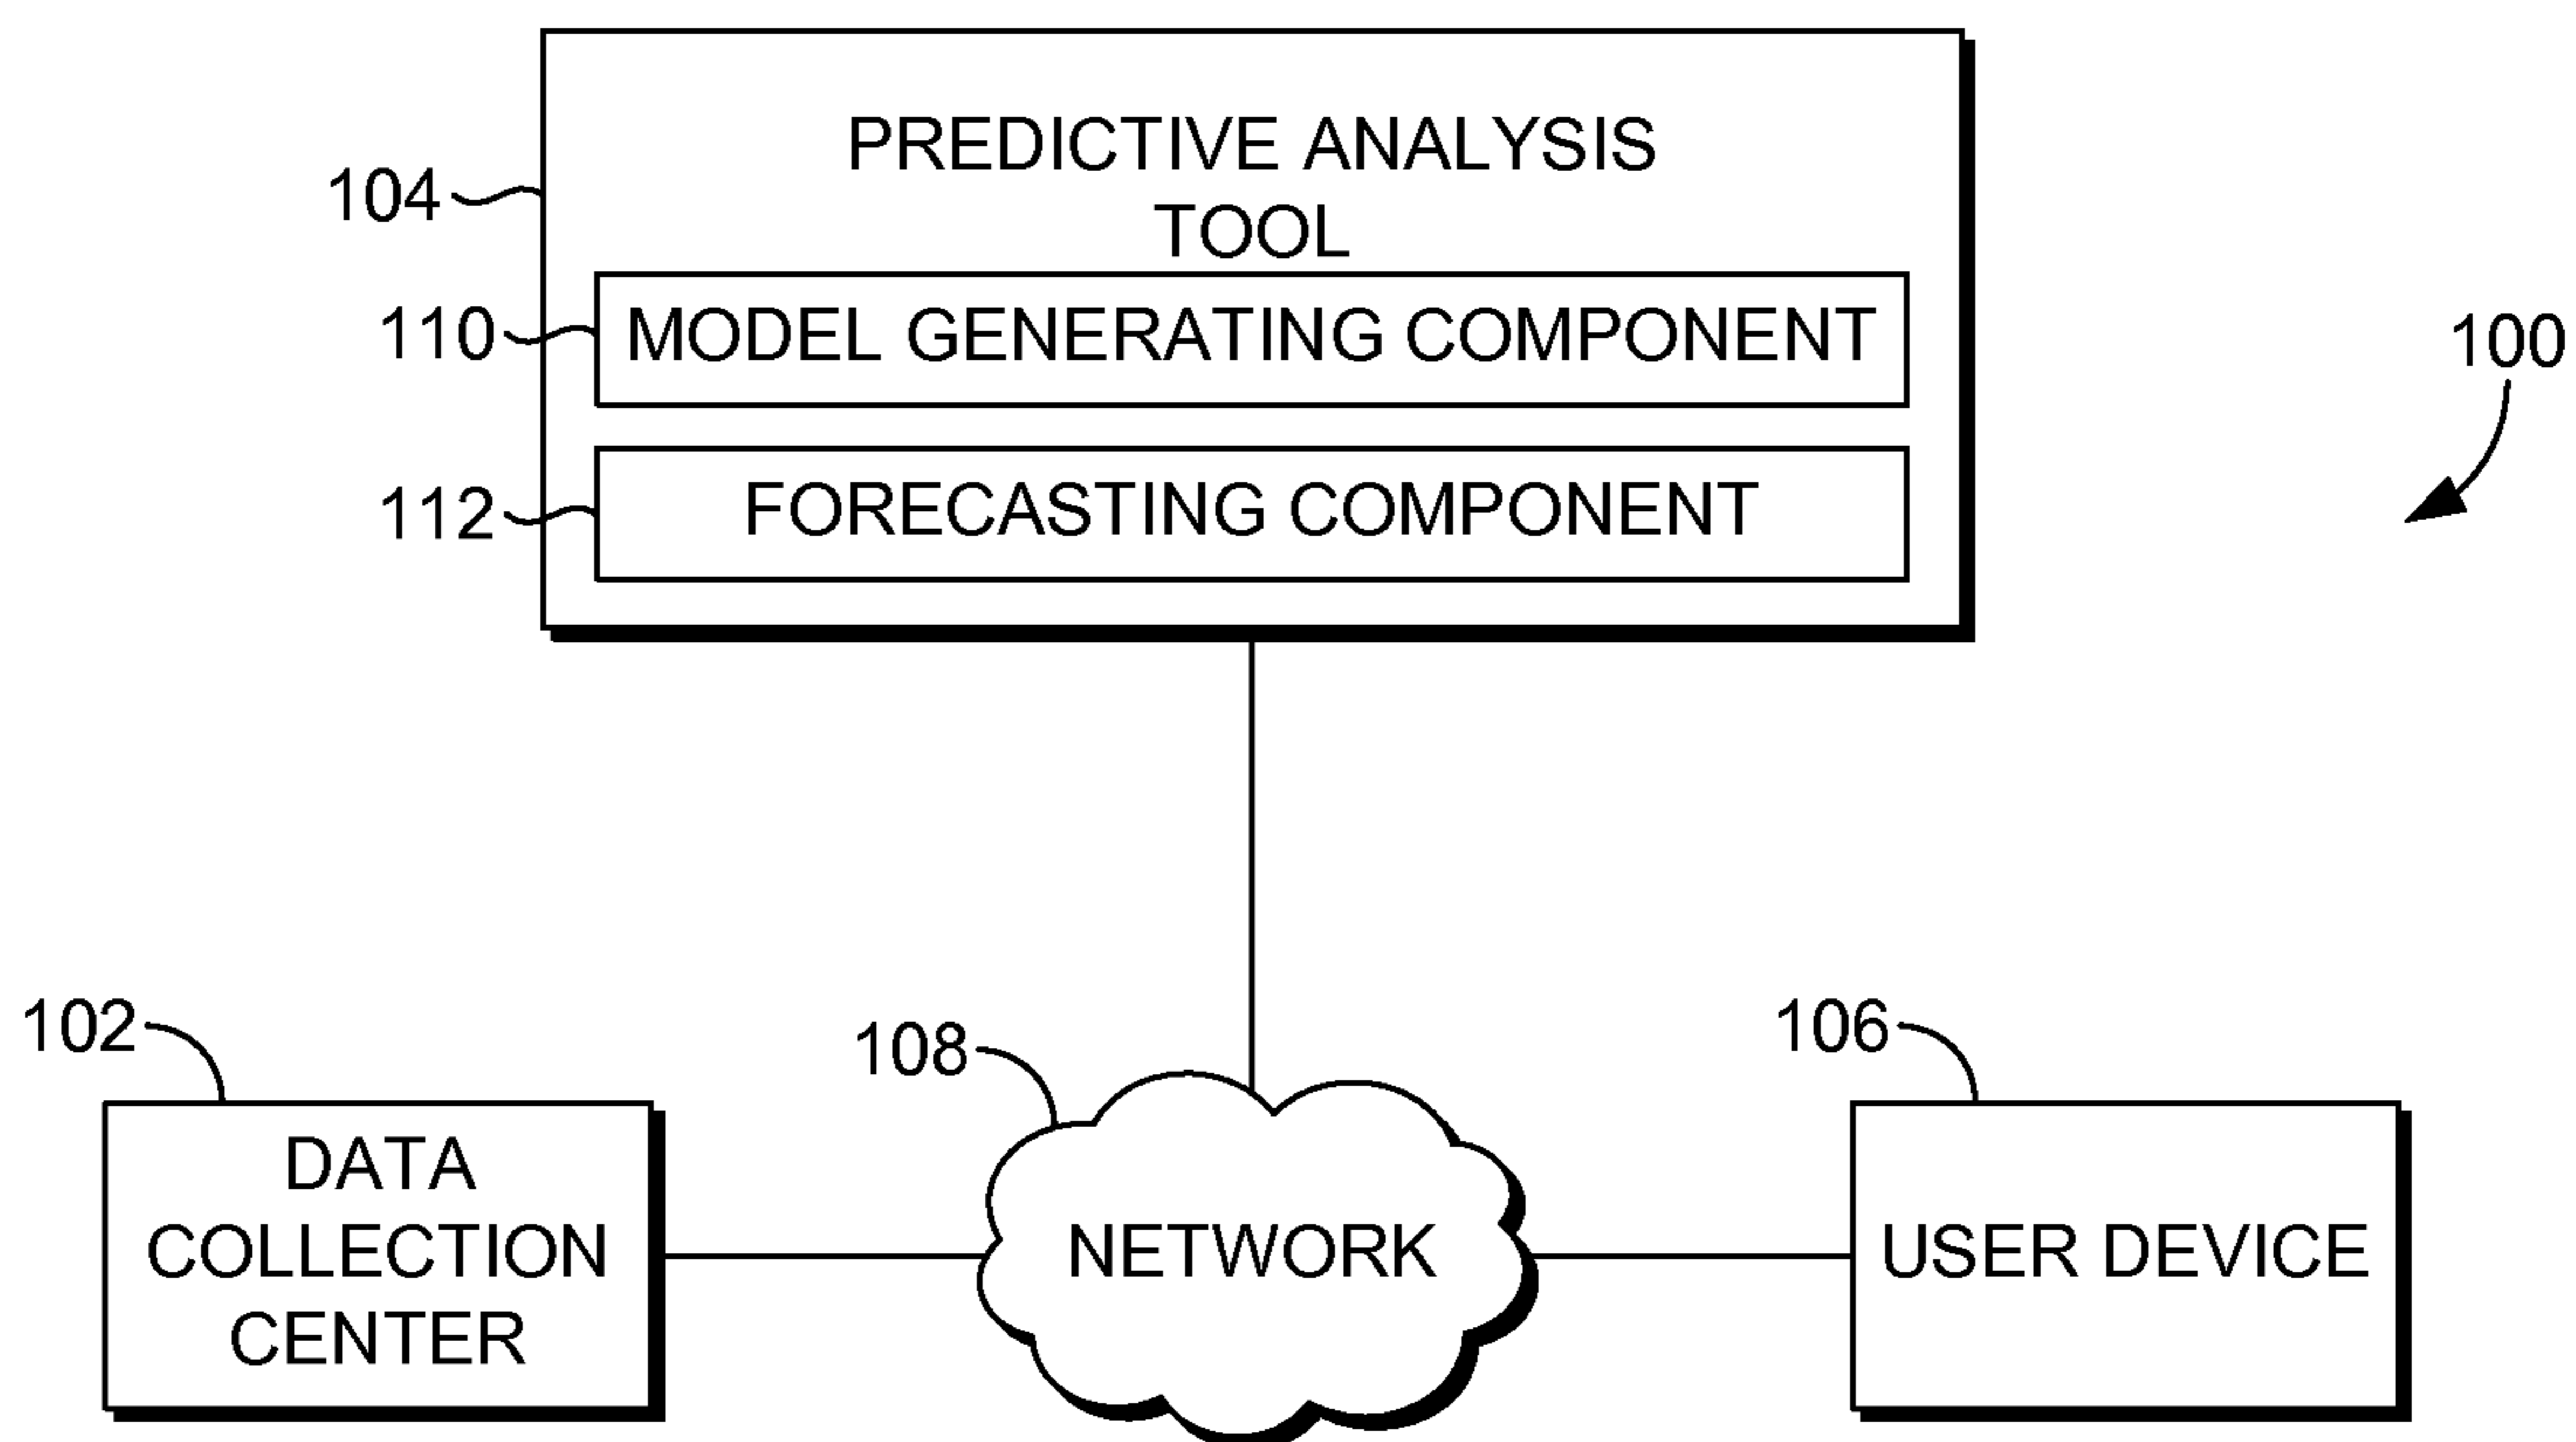 PREDICTIVE ANALYSIS
TOOL
104
110
MODEL GENERATING COMPONENT
100
112
FORECASTING COMPONENT
102
108
106
DATA
COLLECTION
CENTER
NETWORK
USER DEVICE